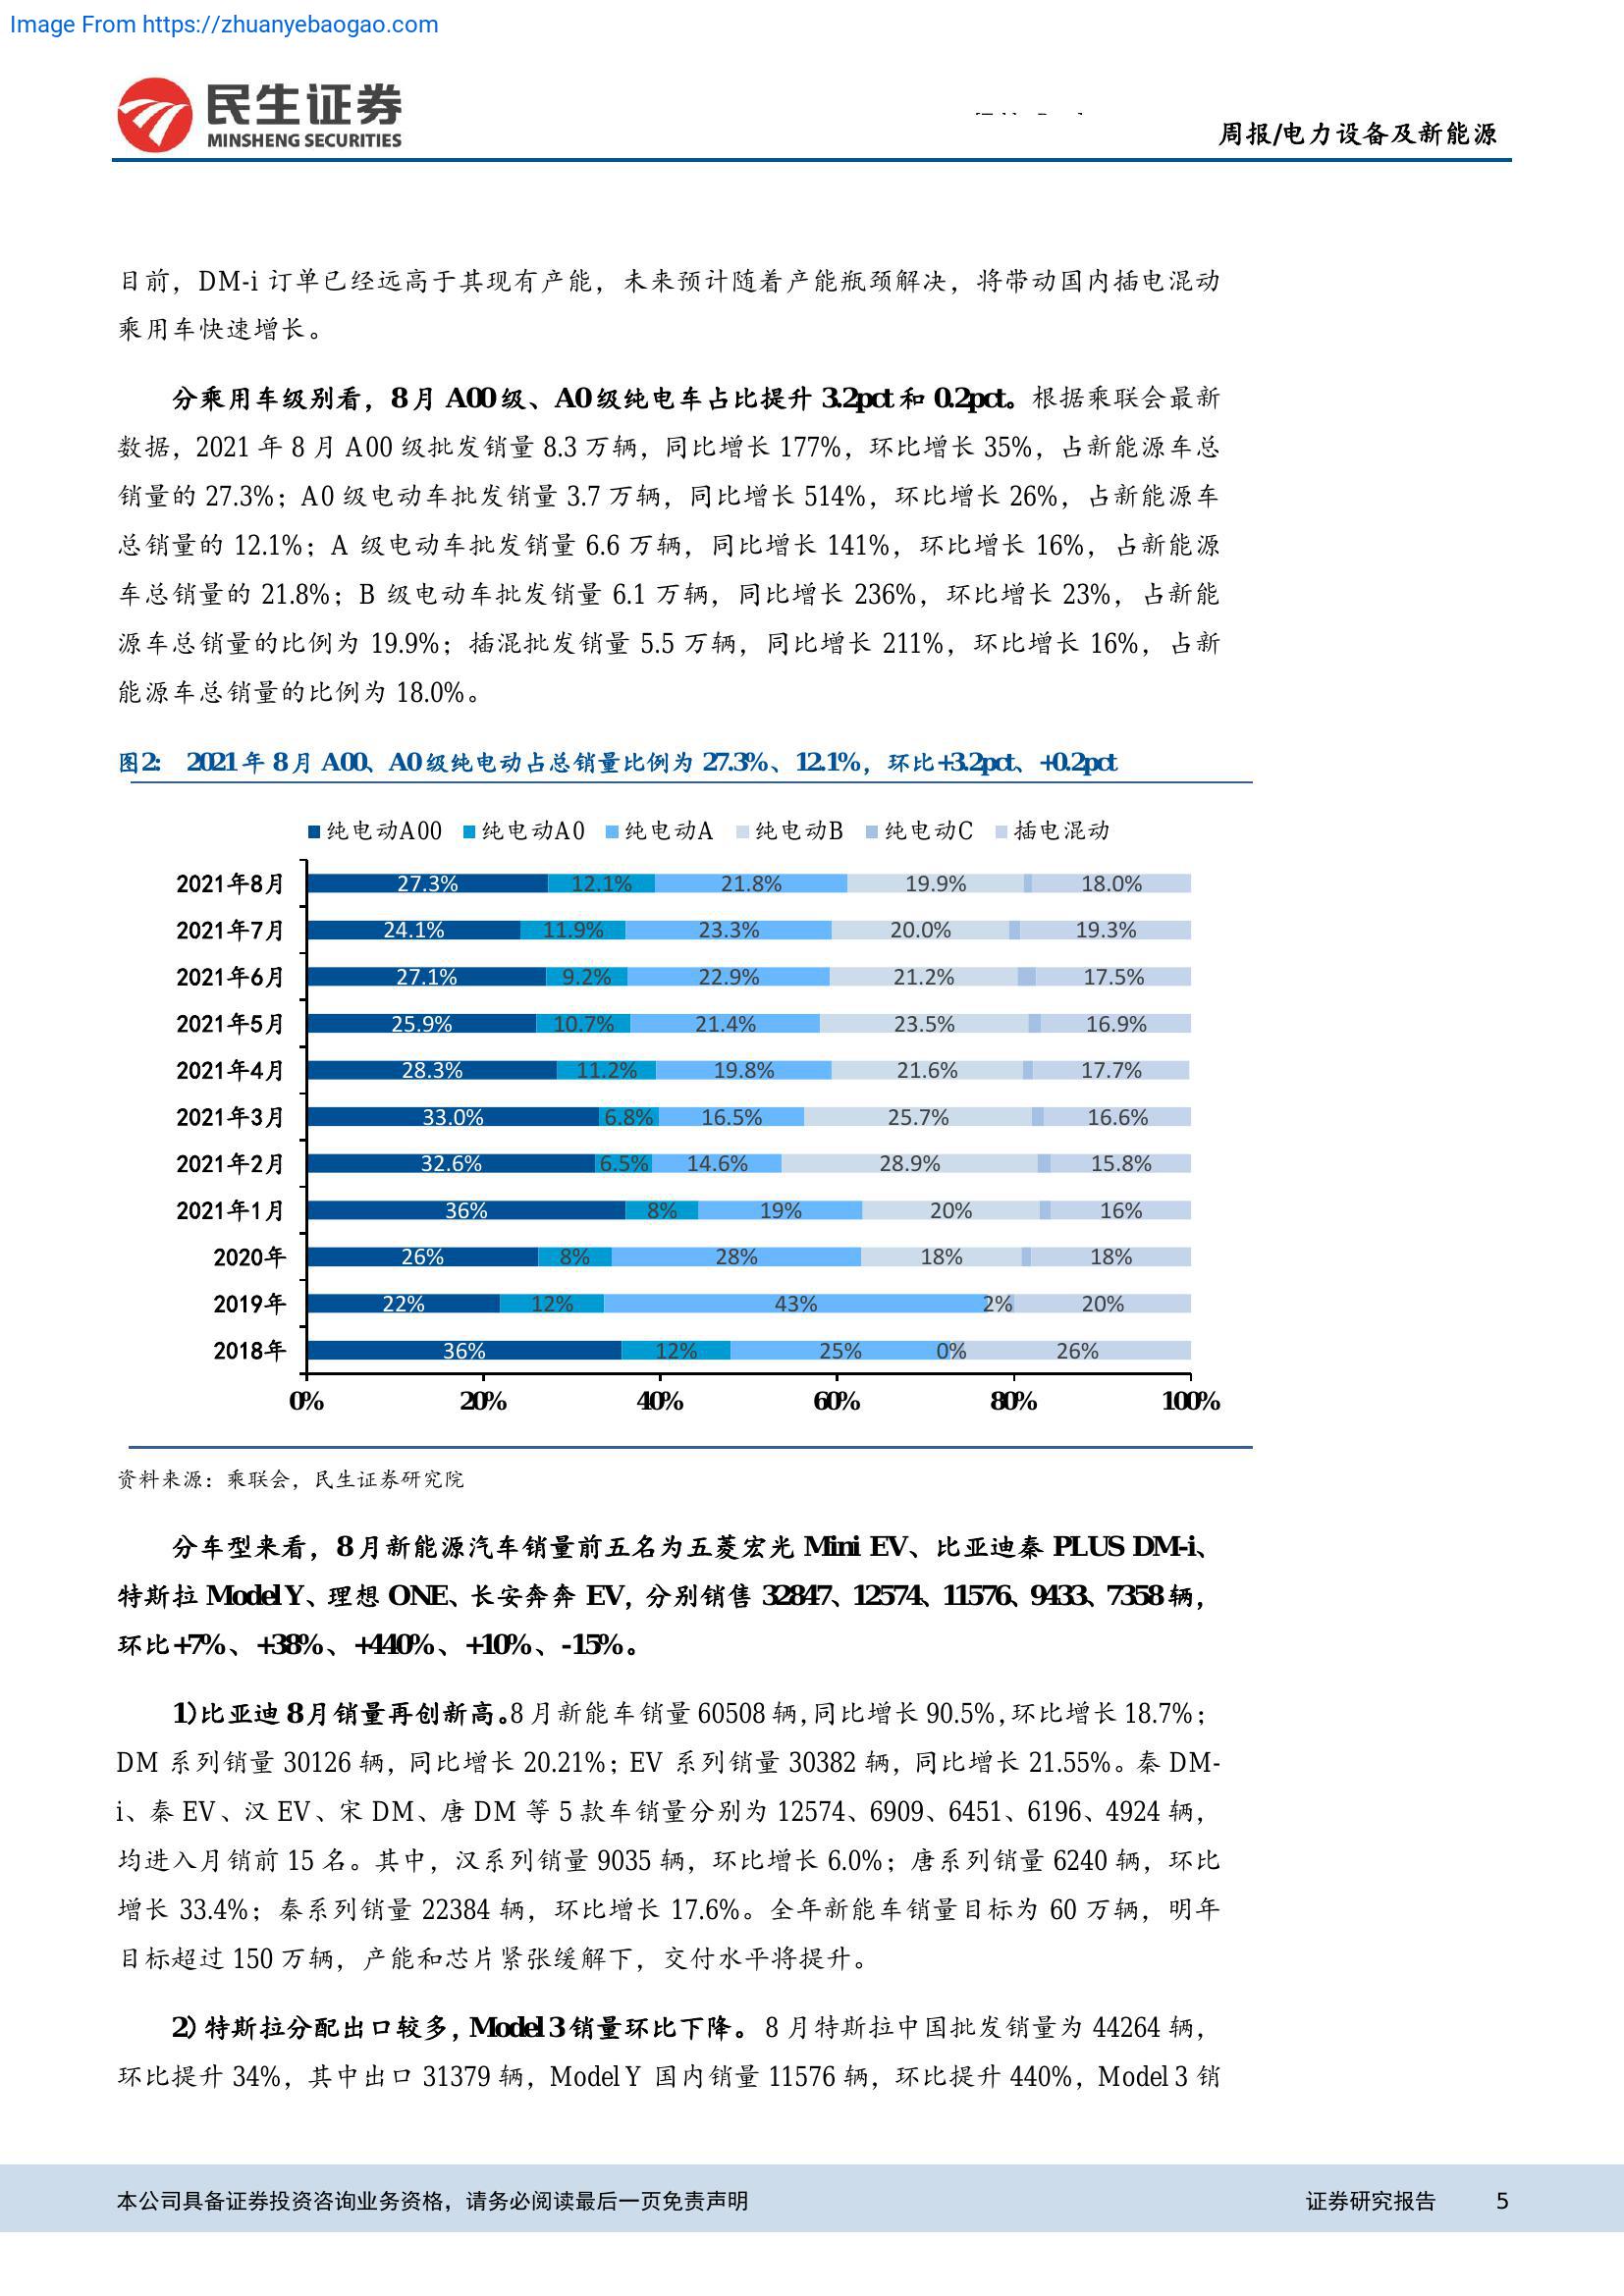 Image From https://zhuanyebaogao.com
民生证券
MINSHENG SECURITIES
周报/电力设备及新能源
目前，DM-i 订单已经远高于其现有产能，未来预计随着产能瓶颈解决，将带动国内插电混动
乘用车快速增长。
分乘用车级别看，8 月 A00 级、A0 级纯电车占比提升 3.2pct 和 0.2pct。根据乘联会最新
数据，2021 年 8 月 A00 级批发销量 8.3 万辆，同比增长 177%，环比增长 35%，占新能源车总
销量的 27.3%；A0 级电动车批发销量 3.7 万辆，同比增长 514%，环比增长 26%，占新能源车
总销量的 12.1%；A 级电动车批发销量 6.6 万辆，同比增长 141%，环比增长 16%，占新能源
车总销量的 21.8%；B 级电动车批发销量 6.1 万辆，同比增长 236%，环比增长 23%，占新能
源车总销量的比例为 19.9%；插混批发销量 5.5 万辆，同比增长 211%，环比增长 16%，占新
能源车总销量的比例为 18.0%。
图2: 2021 年 8 月 A00、A0 级纯电动占总销量比例为 27.3%、12.1%，环比+3.2pct、+0.2pct
纯电动A00 纯电动A0 纯电动A 纯电动B 纯电动C 插电混动
2021年8月 27.3% 12.1% 21.8% 19.9% 18.0%
2021年7月 24.1% 11.9% 23.3% 20.0% 19.3%
2021年6月 27.1% 9.2% 22.9% 21.2% 17.5%
2021年5月 25.9% 10.7% 21.4% 23.5% 16.9%
2021年4月 28.3% 11.2% 19.8% 21.6% 17.7%
2021年3月 33.0% 6.8% 16.5% 25.7% 16.6%
2021年2月 32.6% 6.5% 14.6% 28.9% 15.8%
2021年1月 36% 8% 19% 20% 16%
2020年 26% 8% 28% 18% 18%
2019年 22% 12% 43% 2% 20%
2018年 36% 12% 25% 0% 26%
0% 20% 40% 60% 80% 100%
资料来源：乘联会，民生证券研究院
分车型来看，8 月新能源汽车销量前五名为五菱宏光 Mini EV、比亚迪秦 PLUS DM-i、
特斯拉 Model Y、理想 ONE、长安奔奔 EV，分别销售 32847、12574、11576、9433、7358 辆，
环比+7%、+38%、+440%、+10%、-15%。
1)比亚迪 8 月销量再创新高。8 月新能车销量 60508 辆，同比增长 90.5%，环比增长 18.7%；
DM 系列销量 30126 辆，同比增长 20.21%；EV 系列销量 30382 辆，同比增长 21.55%。秦 DM-
i、秦 EV、汉 EV、宋 DM、唐 DM 等 5 款车销量分别为 12574、6909、6451、6196、4924 辆，
均进入月销前 15 名。其中，汉系列销量 9035 辆，环比增长 6.0%；唐系列销量 6240 辆，环比
增长 33.4%；秦系列销量 22384 辆，环比增长 17.6%。全年新能车销量目标为 60 万辆，明年
目标超过 150 万辆，产能和芯片紧张缓解下，交付水平将提升。
2) 特斯拉分配出口较多，Model 3 销量环比下降。8 月特斯拉中国批发销量为 44264 辆，
环比提升 34%，其中出口 31379 辆，Model Y 国内销量 11576 辆，环比提升 440%，Model 3 销
本公司具备证券投资咨询业务资格，请务必阅读最后一页免责声明
证券研究报告 5